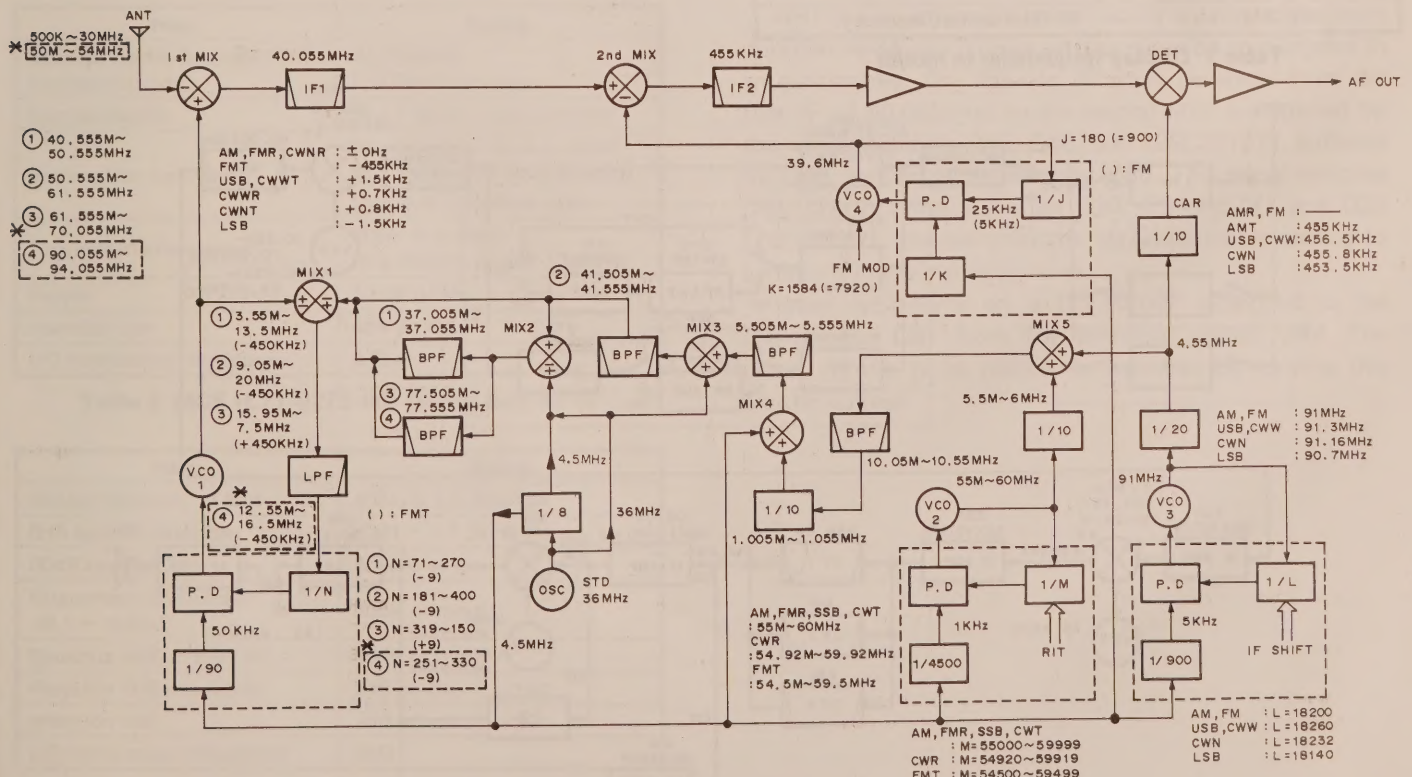 ANT
500K~30MHz
* 50M~54MHz
1st MIX
40.055MHz
IF1
2nd MIX
455KHz
IF2
DET
AF OUT
① 40.555M~
50.555MHz
② 50.555M~
61.555MHz
③ 61.555M~
70.055MHz
*
④ 90.055M~
94.055MHz
AM,FMR,CWNR : ±0Hz
FMT : -455KHz
USB,CWWT : +1.5KHz
CWWR : +0.7KHz
CWNT : +0.8KHz
LSB : -1.5KHz
39.6MHz
VCO
4
FM MOD
J=180 (=900)
( ): FM
P.D
25KHz
(5KHz)
1/J
1/K
K=1584 (=7920)
CAR
1/10
AMR, FM : ——
AMT : 455KHz
USB,CWW: 456.5KHz
CWN : 455.8KHz
LSB : 453.5KHz
MIX1
① 3.55M~
13.5MHz
(-450KHz)
② 9.05M~
20MHz
(-450KHz)
③ 15.95M~
7.5MHz
(+450KHz)
① 37.005M~
37.055MHz
BPF
③ 77.505M~
④ 77.555MHz
BPF
MIX2
② 41.505M~
41.555MHz
BPF
MIX3
5.505M~5.555MHz
BPF
MIX4
MIX5
4.55MHz
VCO
1
LPF
*
④ 12.55M~
16.5MHz
(-450KHz)
( ): FMT
4.5MHz
1/8
36MHz
OSC
STD
36MHz
1/10
1.005M~1.055MHz
BPF
10.05M~10.55MHz
5.5M~6MHz
1/10
55M~60MHz
VCO
2
1/20
91MHz
VCO
3
AM,FM : 91MHz
USB,CWW : 91.3MHz
CWN : 91.16MHz
LSB : 90.7MHz
P.D
1/N
50KHz
1/90
① N=71~270
(-9)
② N=181~400
(-9)
③ N=319~150
(+9)
*
④ N=251~330
(-9)
4.5MHz
AM,FMR,SSB,CWT
: 55M~60MHz
CWR
: 54.92M~59.92MHz
FMT
: 54.5M~59.5MHz
P.D
1/M
1KHz
RIT
1/4500
P.D
1/L
5KHz
IF SHIFT
1/900
AM, FMR, SSB, CWT
: M=55000~59999
CWR : M=54920~59919
FMT : M=54500~59499
AM,FM : L=18200
USB,CWW : L=18260
CWN : L=18232
LSB : L=18140